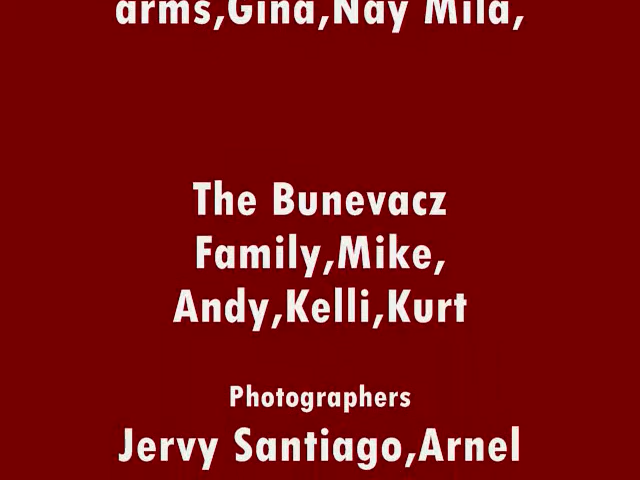 arms,Gina,Nay Mila,
The Bunevacz
Family,Mike,
Andy,Kelli,Kurt
Photographers
Jervy Santiago,Arnel